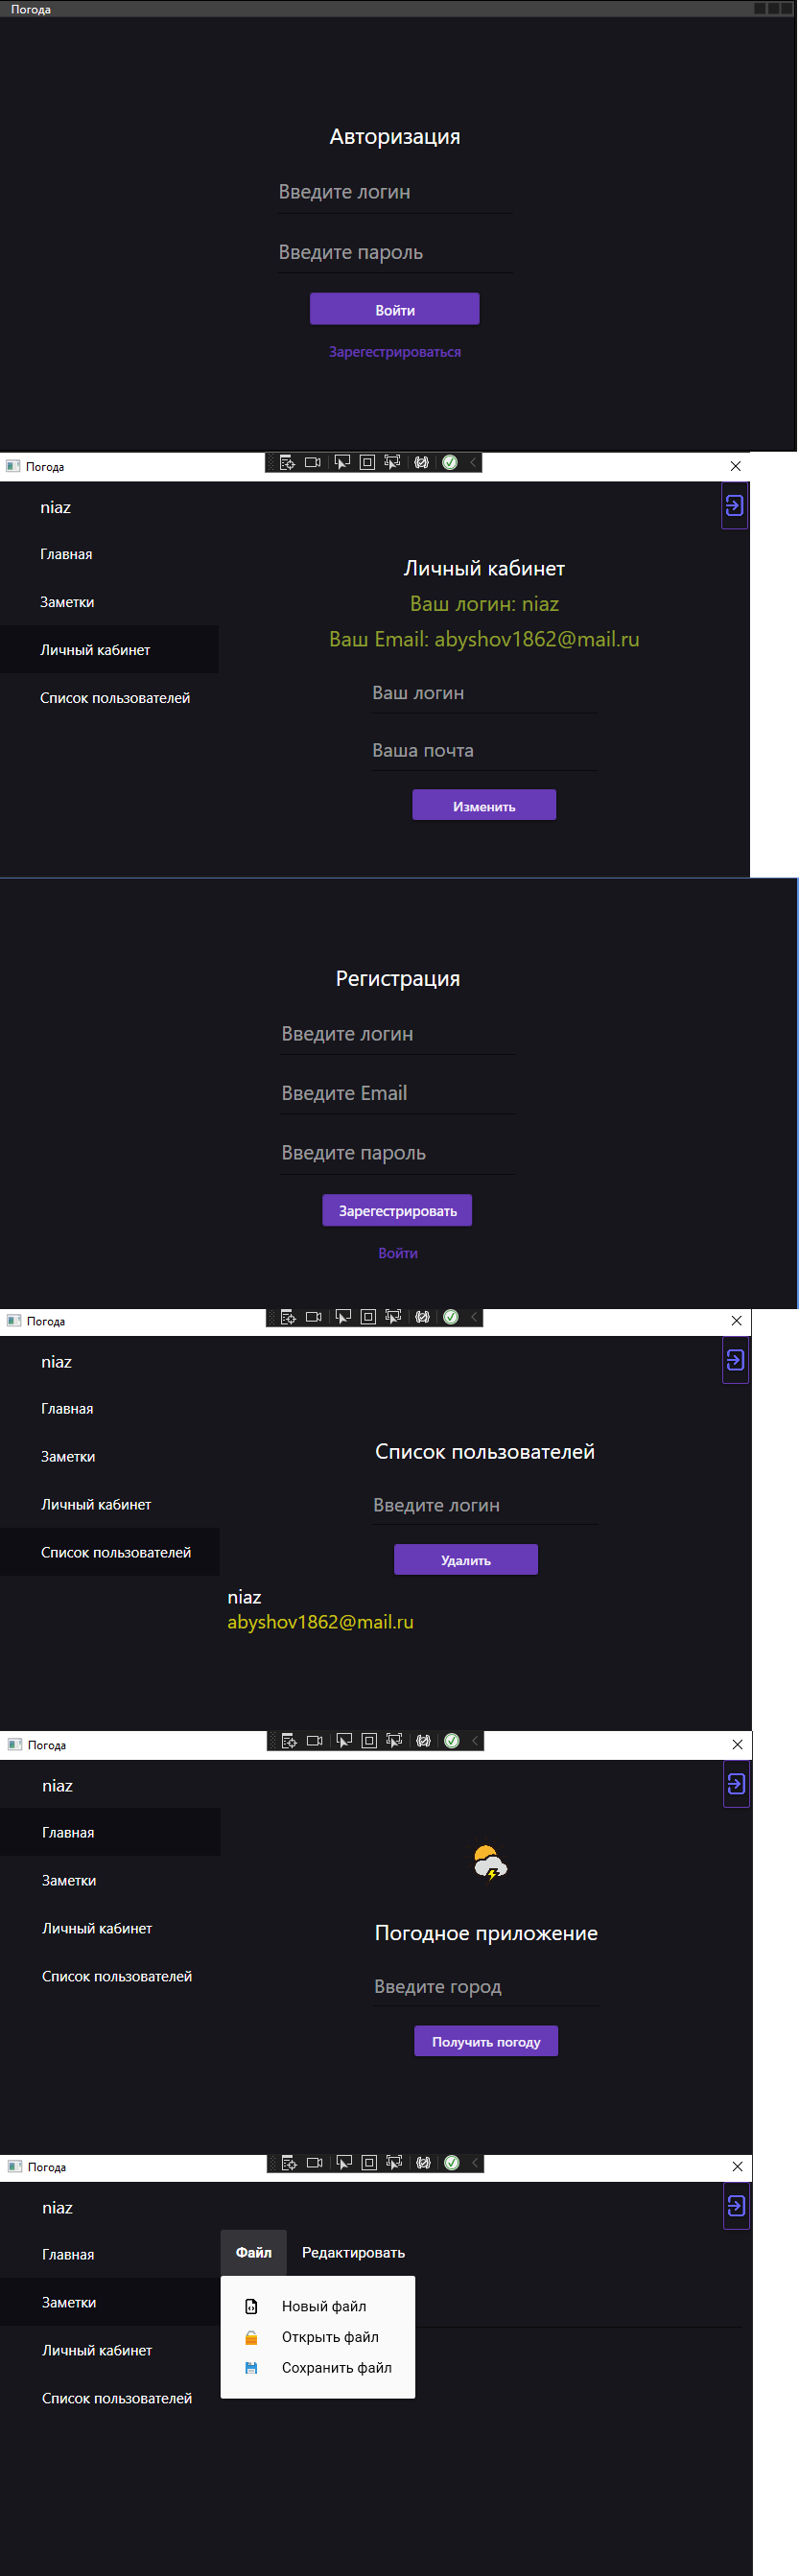 Погода
Авторизация
Введите логин
Введите пароль
Войти
Зарегестрироваться
Погода
niaz
Главная
Заметки
Личный кабинет
Список пользователей
Личный кабинет
Ваш логин: niaz
Ваш Email: abyshov1862@mail.ru
Ваш логин
Ваша почта
Изменить
Регистрация
Введите логин
Введите Email
Введите пароль
Зарегестрировать
Войти
Погода
niaz
Главная
Заметки
Личный кабинет
Список пользователей
Список пользователей
Введите логин
Удалить
niaz
abyshov1862@mail.ru
Погода
niaz
Главная
Заметки
Личный кабинет
Список пользователей
Погодное приложение
Введите город
Получить погоду
Погода
niaz
Главная
Заметки
Личный кабинет
Список пользователей
Файл Редактировать
Новый файл
Открыть файл
Сохранить файл